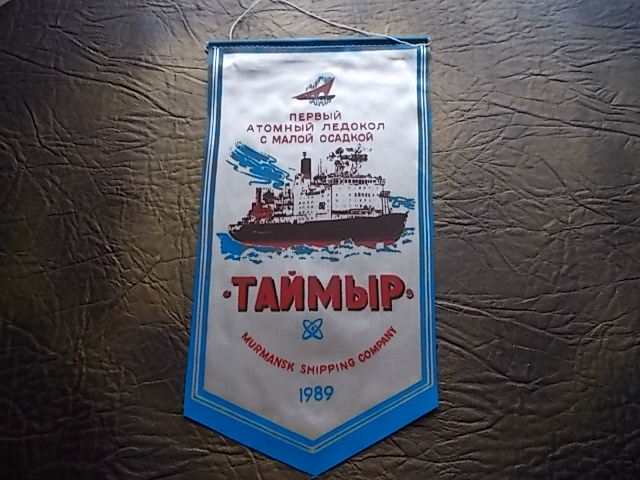 ПЕРВЫЙ
АТОМНЫЙ ЛЕДОКОЛ
С МАЛОЙ ОСАДКОЙ
"ТАЙМЫР"
MURMANSK SHIPPING COMPANY
1989